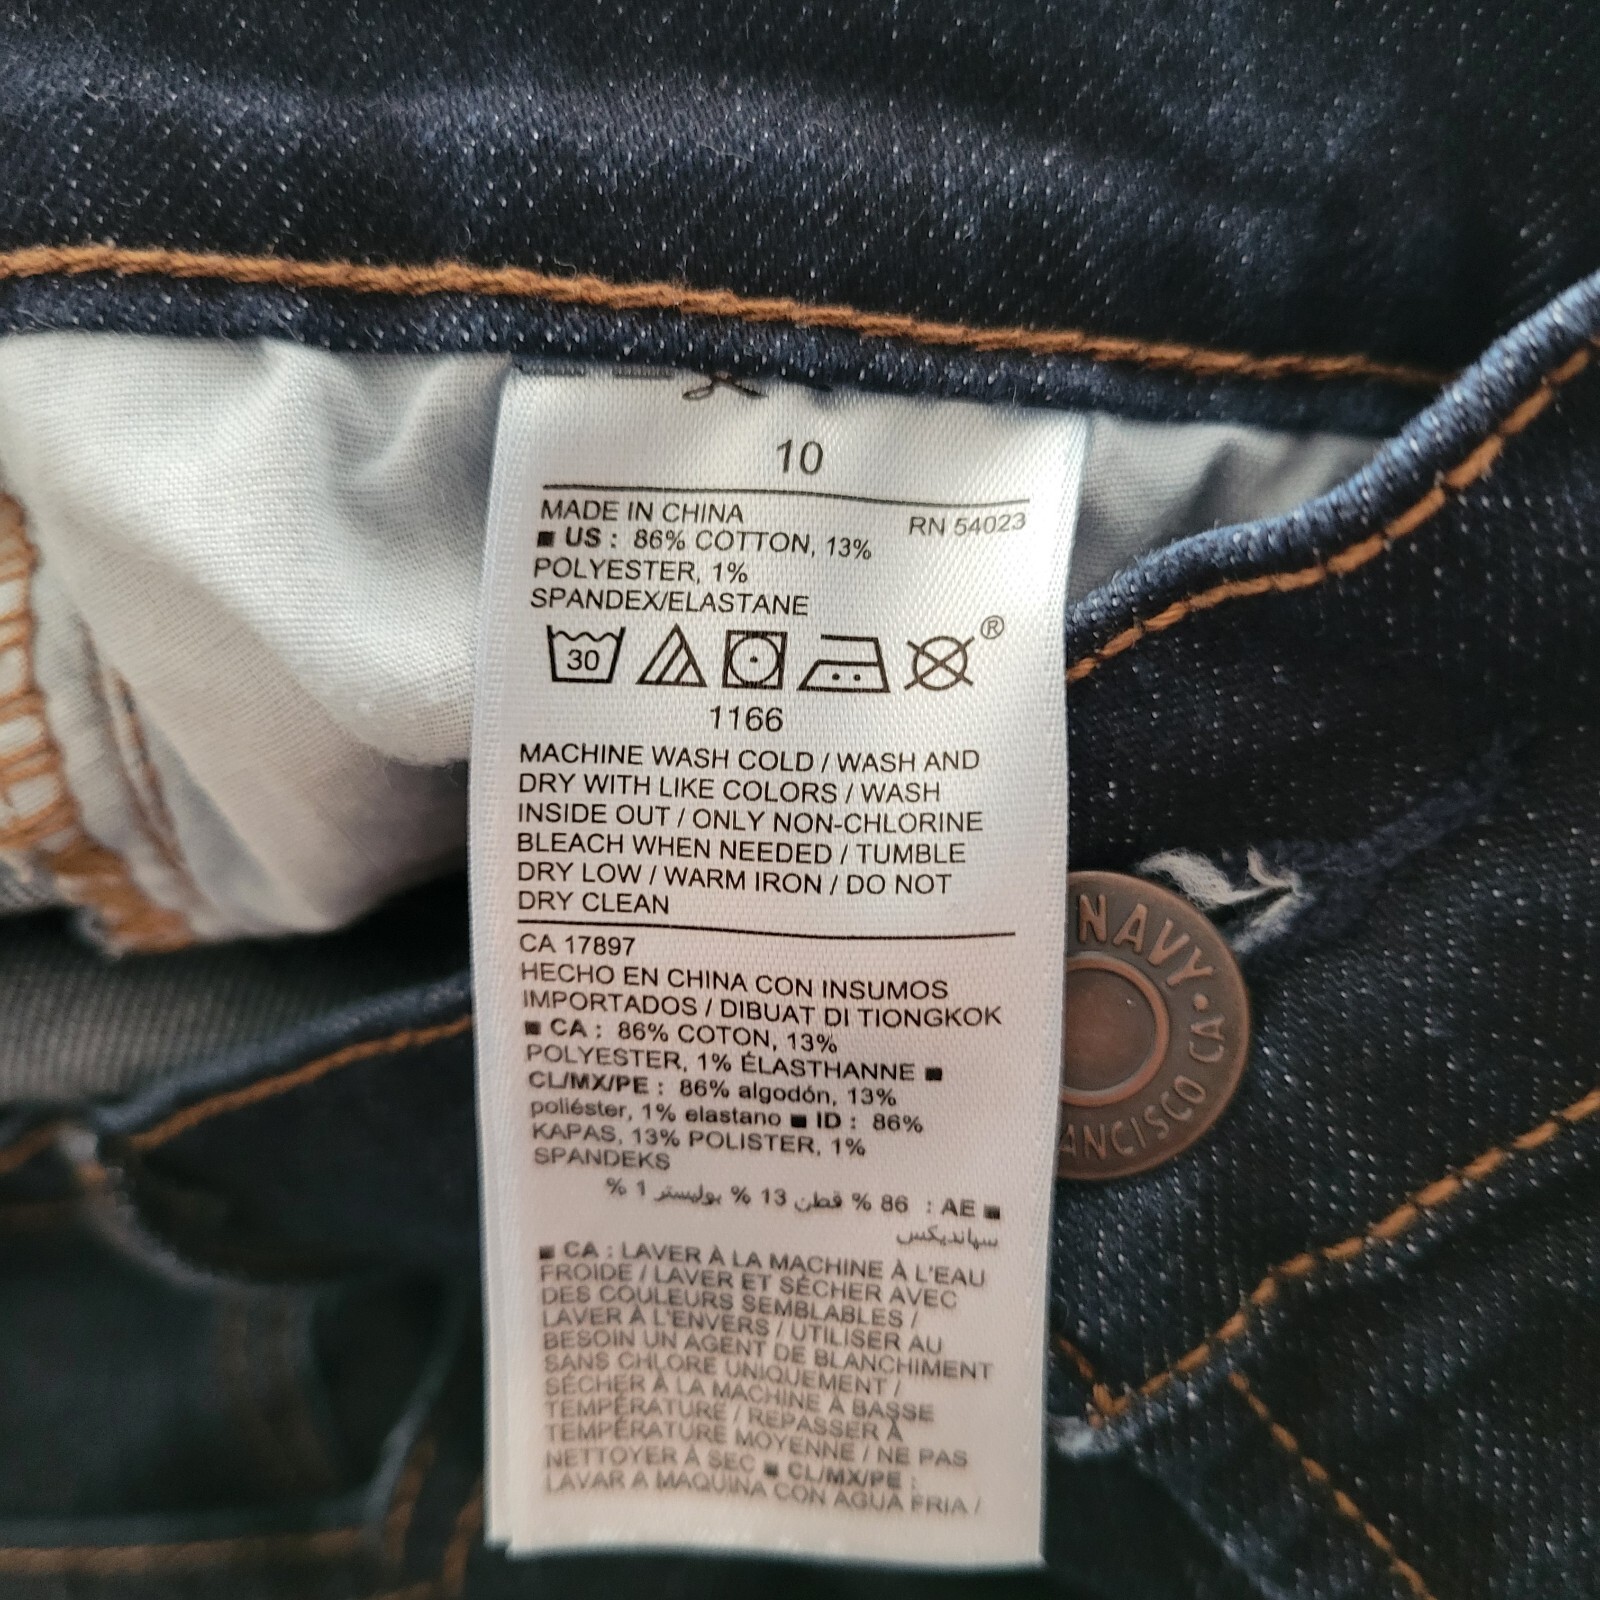 10
MADE IN CHINA RN 54023
■ US : 86% COTTON, 13%
POLYESTER, 1%
SPANDEX/ELASTANE
30
®
1166
MACHINE WASH COLD / WASH AND
DRY WITH LIKE COLORS / WASH
INSIDE OUT / ONLY NON-CHLORINE
BLEACH WHEN NEEDED / TUMBLE
DRY LOW / WARM IRON / DO NOT
DRY CLEAN
CA 17897
HECHO EN CHINA CON INSUMOS
IMPORTADOS / DIBUAT DI TIONGKOK
■ CA : 86% COTON, 13%
POLYESTER, 1% ÉLASTHANNE ■
CL/MX/PE : 86% algodón, 13%
poliéster, 1% elastano ■ ID : 86%
KAPAS, 13% POLISTER, 1%
SPANDEKS
■ AE : 86 % قطن 13 % بوليستر 1 %
سبانديكس
■ CA : LAVER À LA MACHINE À L'EAU
FROIDE / LAVER ET SÉCHER AVEC
DES COULEURS SEMBLABLES /
LAVER À L'ENVERS / UTILISER AU
BESOIN UN AGENT DE BLANCHIMENT
SANS CHLORE UNIQUEMENT /
SÉCHER À LA MACHINE À BASSE
TEMPÉRATURE / REPASSER À
TEMPÉRATURE MOYENNE / NE PAS
NETTOYER À SEC ■ CL/MX/PE :
LAVAR A MAQUINA CON AGUA FRIA /
NAVY •
ANCISCO CA •